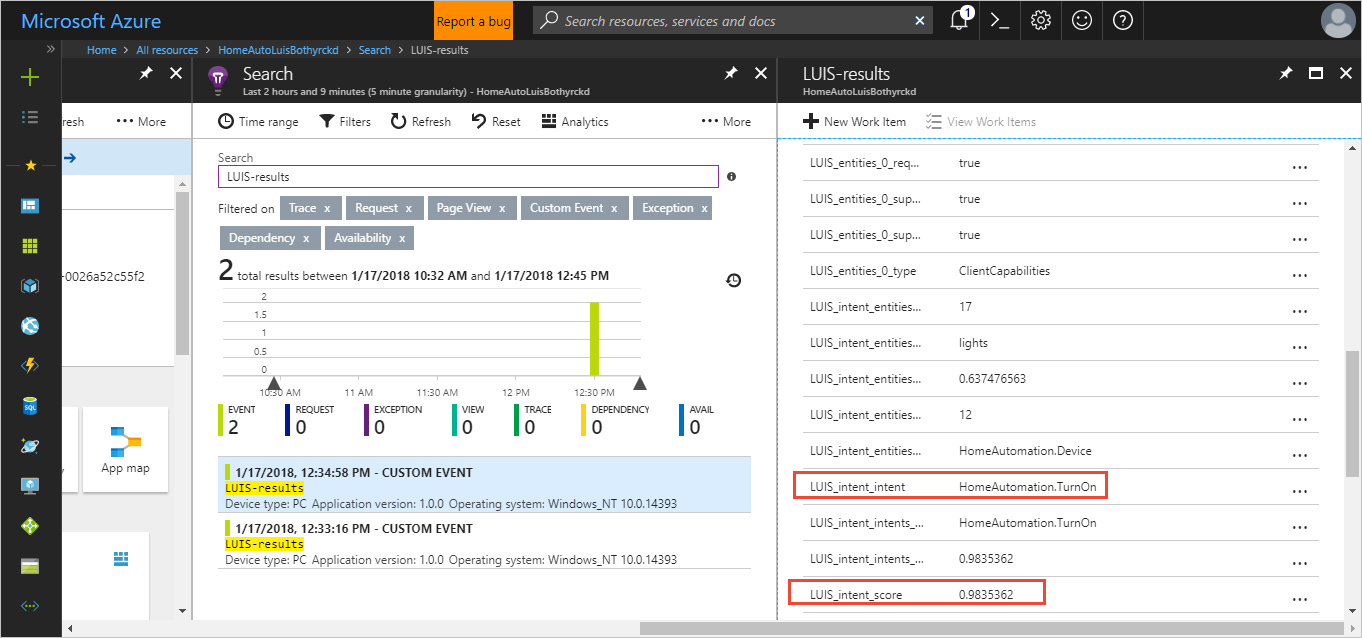 Microsoft Azure
Report a bug
Search resources, services and docs
1
Home > All resources > HomeAutoLuisBothyrckd > Search > LUIS-results
resh
More
-0026a52c55f2
App map
Search
Last 2 hours and 9 minutes (5 minute granularity) - HomeAutoLuisBothyrckd
Time range Filters Refresh Reset Analytics More
Search
LUIS-results
Filtered on Trace x Request x Page View x Custom Event x Exception x
Dependency x Availability x
2 total results between 1/17/2018 10:32 AM and 1/17/2018 12:45 PM
2
1.5
1
0.5
0
10:30 AM 11 AM 11:30 AM 12 PM 12:30 PM
EVENT REQUEST EXCEPTION VIEW TRACE DEPENDENCY AVAIL
2 0 0 0 0 0 0
1/17/2018, 12:34:58 PM - CUSTOM EVENT
LUIS-results
Device type: PC Application version: 1.0.0 Operating system: Windows_NT 10.0.14393
1/17/2018, 12:33:16 PM - CUSTOM EVENT
LUIS-results
Device type: PC Application version: 1.0.0 Operating system: Windows_NT 10.0.14393
LUIS-results
HomeAutoLuisBothyrckd
New Work Item View Work Items
LUIS_entities_0_req... true
LUIS_entities_0_sup... true
LUIS_entities_0_sup... true
LUIS_entities_0_type ClientCapabilities
LUIS_intent_entities... 17
LUIS_intent_entities... lights
LUIS_intent_entities... 0.637476563
LUIS_intent_entities... 12
LUIS_intent_entities... HomeAutomation.Device
LUIS_intent_intent HomeAutomation.TurnOn
LUIS_intent_intents_... HomeAutomation.TurnOn
LUIS_intent_intents_... 0.9835362
LUIS_intent_score 0.9835362